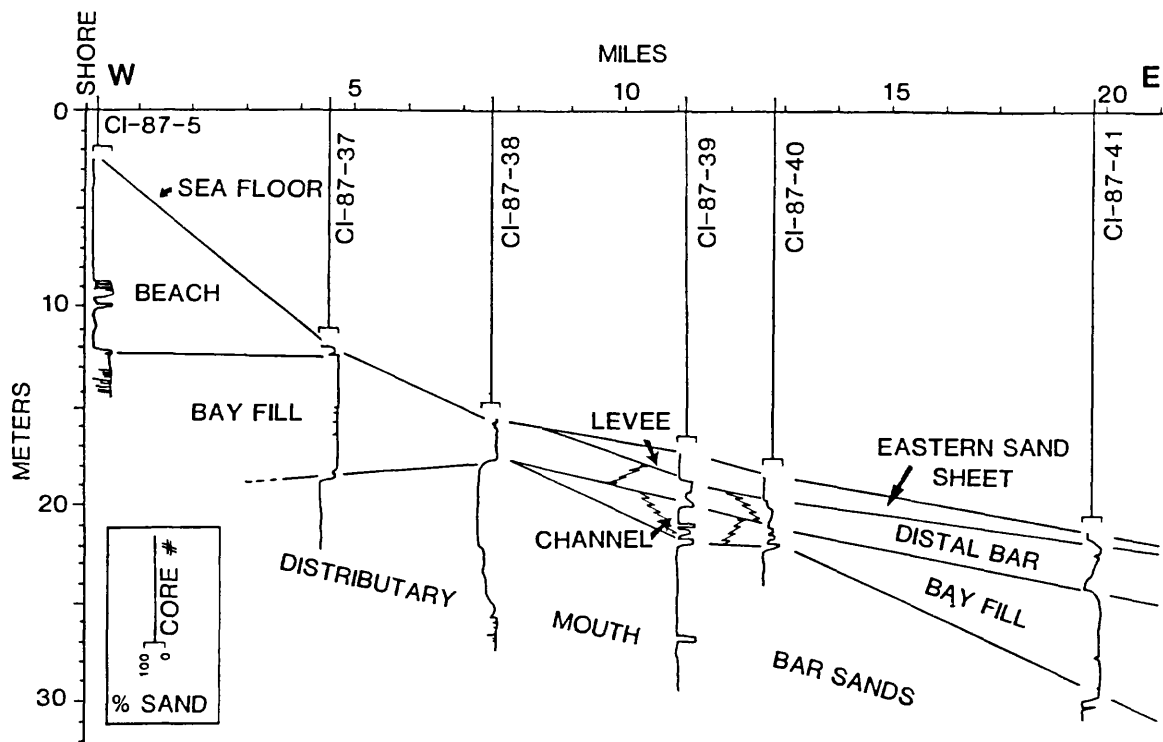 MILES
SHORE
W
E
5
10
15
20
0
10
20
30
METERS
CI-87-5
CI-87-37
CI-87-38
CI-87-39
CI-87-40
CI-87-41
SEA FLOOR
BEACH
BAY FILL
LEVEE
EASTERN SAND
SHEET
CHANNEL
DISTAL BAR
BAY FILL
DISTRIBUTARY
MOUTH
BAR SANDS
CORE #
100
0
% SAND